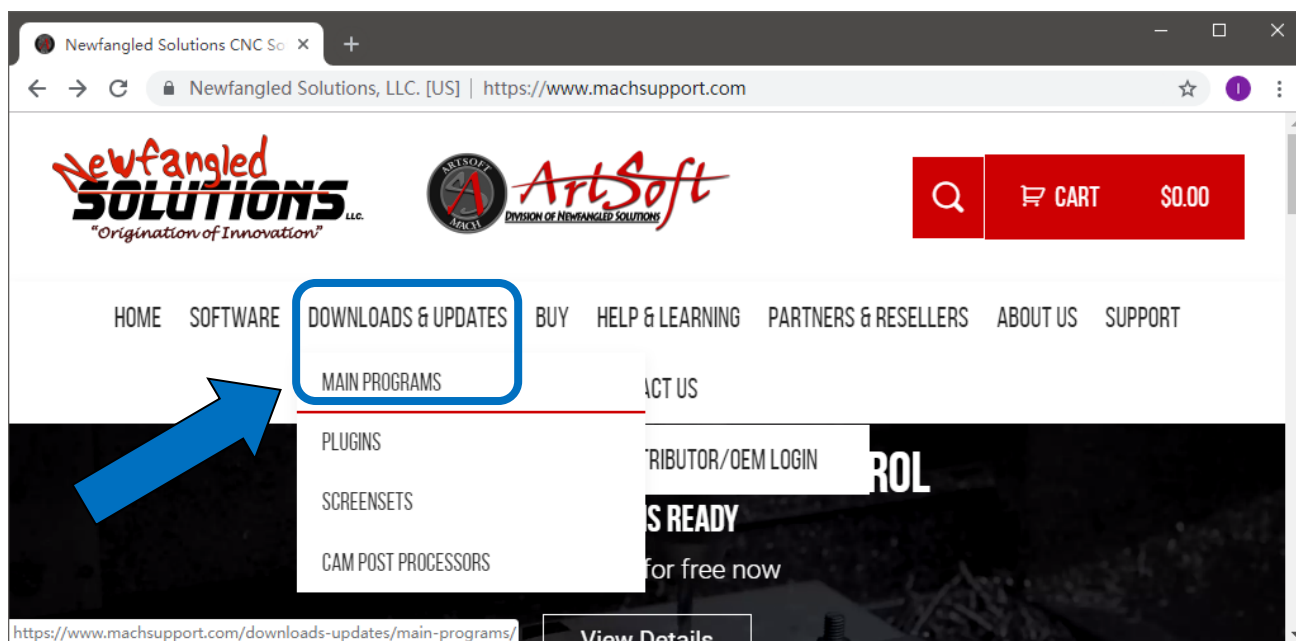 Newfangled Solutions CNC So
Newfangled Solutions, LLC. [US] | https://www.machsupport.com
I
Newfangled
SOLUTIONS LLC.
"Origination of Innovation"
ARTSOFT
MACH
ArtSoft
DIVISION OF NEWFANGLED SOLUTIONS
CART $0.00
HOME SOFTWARE DOWNLOADS & UPDATES BUY HELP & LEARNING PARTNERS & RESELLERS ABOUT US SUPPORT
MAIN PROGRAMS
ACT US
PLUGINS
TRIBUTOR/OEM LOGIN
ROL
SCREENSETS
S READY
CAM POST PROCESSORS
for free now
https://www.machsupport.com/downloads-updates/main-programs/
View Details